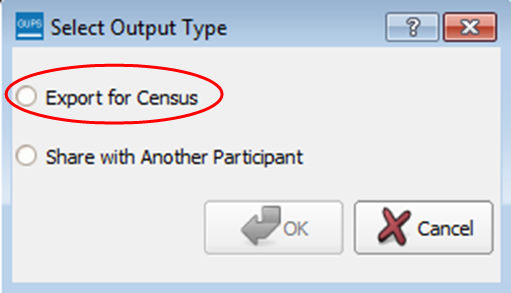 GUPS Select Output Type ?
Export for Census
Share with Another Participant
OK Cancel